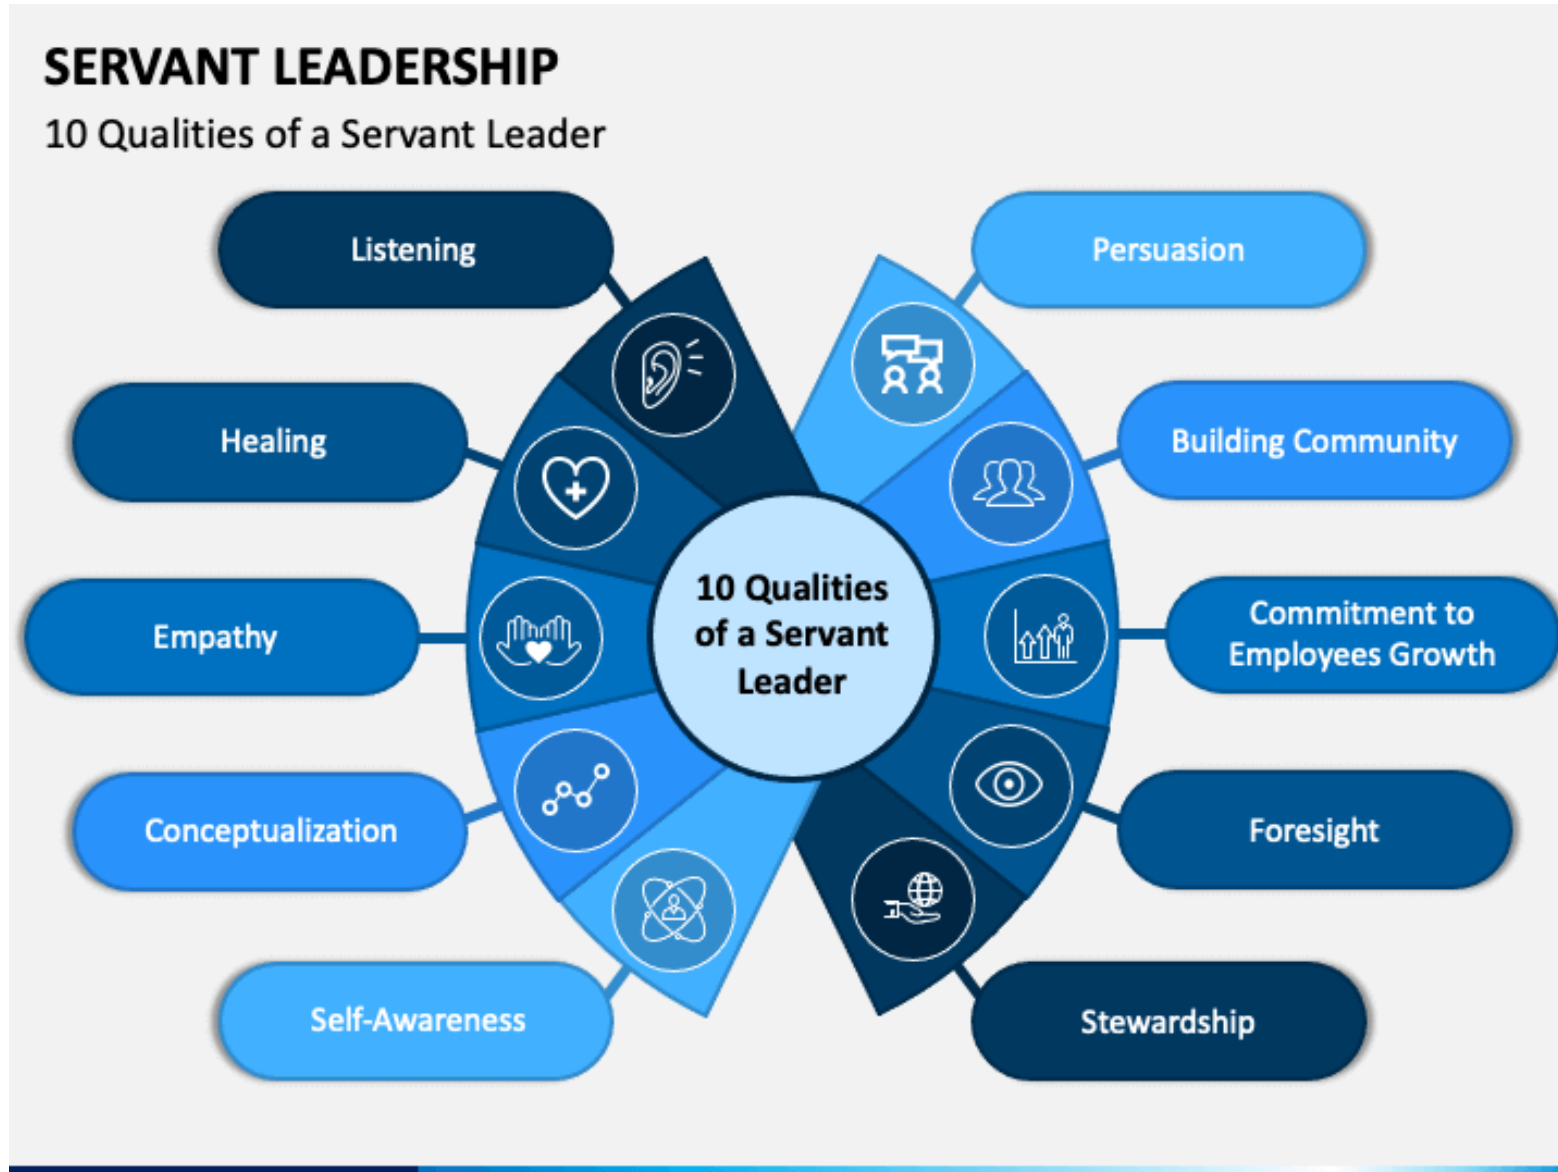 SERVANT LEADERSHIP
10 Qualities of a Servant Leader
Listening
Healing
Empathy
Conceptualization
Self-Awareness
10 Qualities
of a Servant
Leader
Persuasion
Building Community
Commitment to
Employees Growth
Foresight
Stewardship